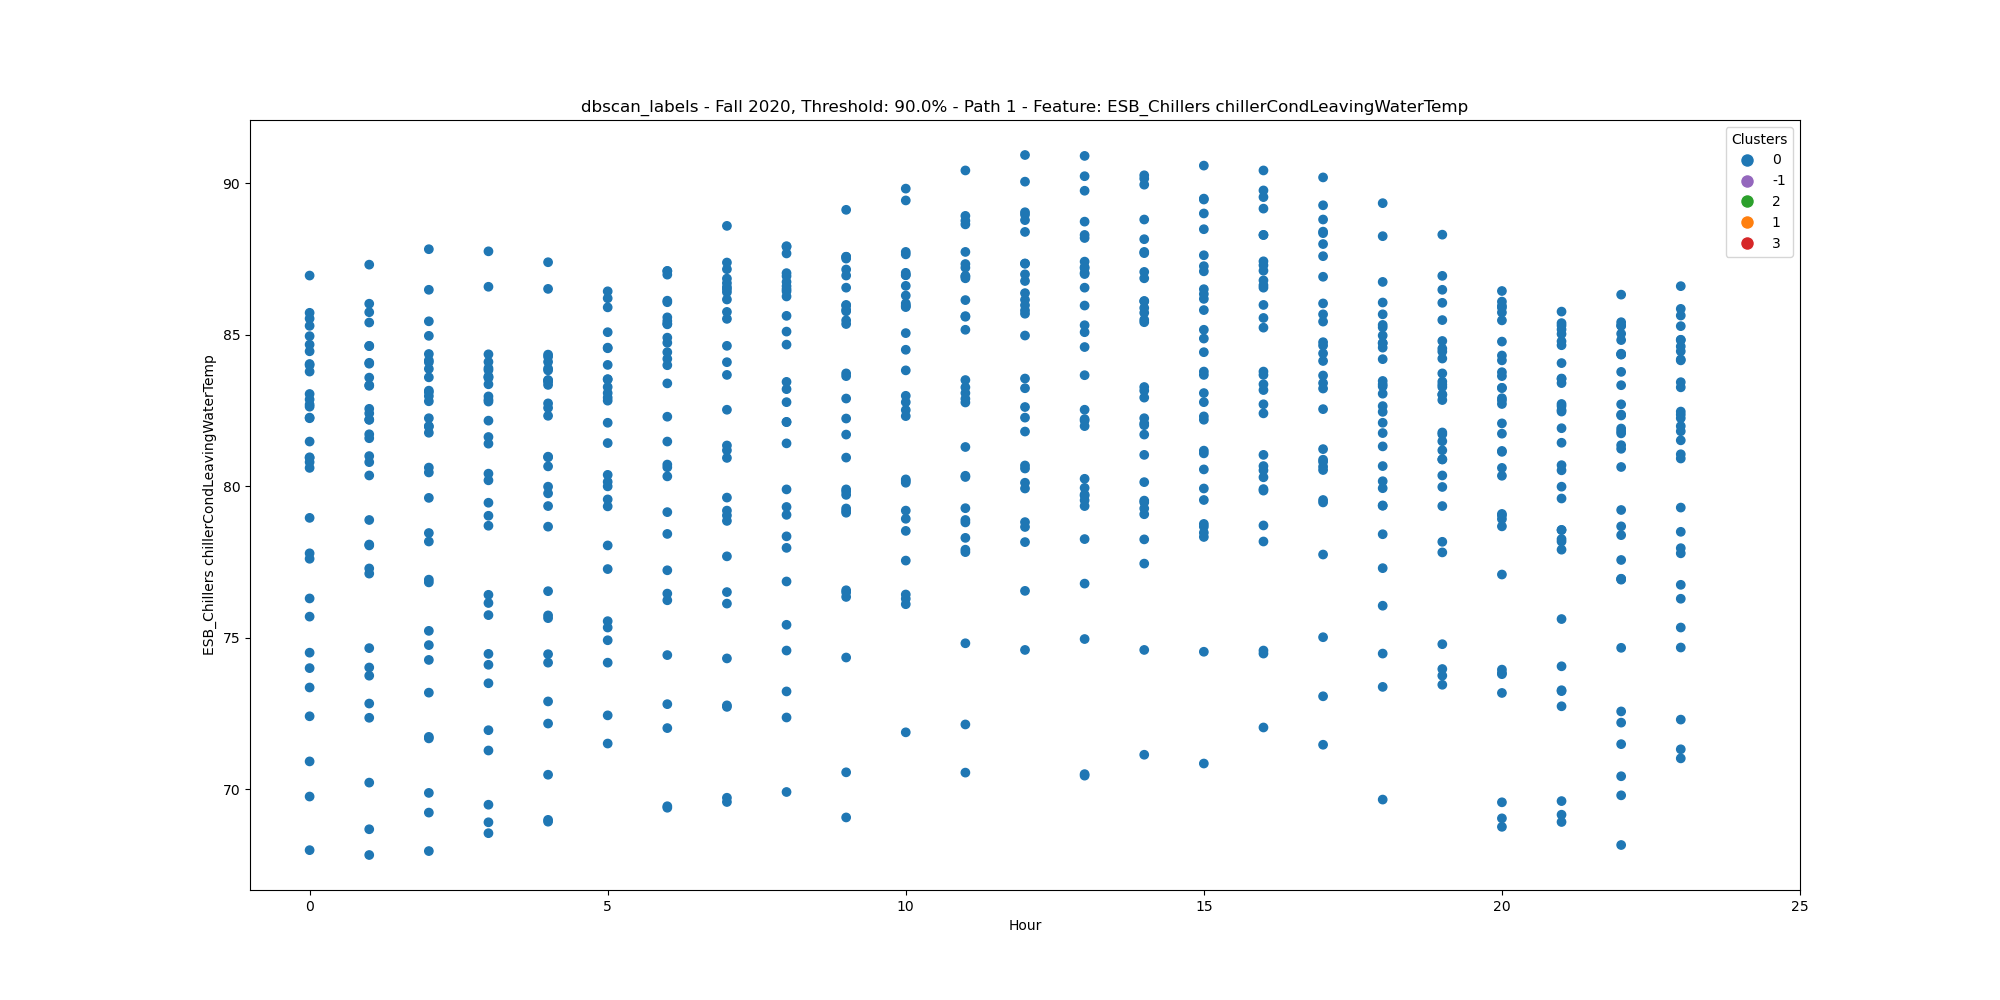 dbscan_labels - Fall 2020, Threshold: 90.0% - Path 1 - Feature: ESB_Chillers chillerCondLeavingWaterTemp
Clusters
0
-1
2
1
3
ESB_Chillers chillerCondLeavingWaterTemp
90
85
80
75
70
0 5 10 15 20 25
Hour